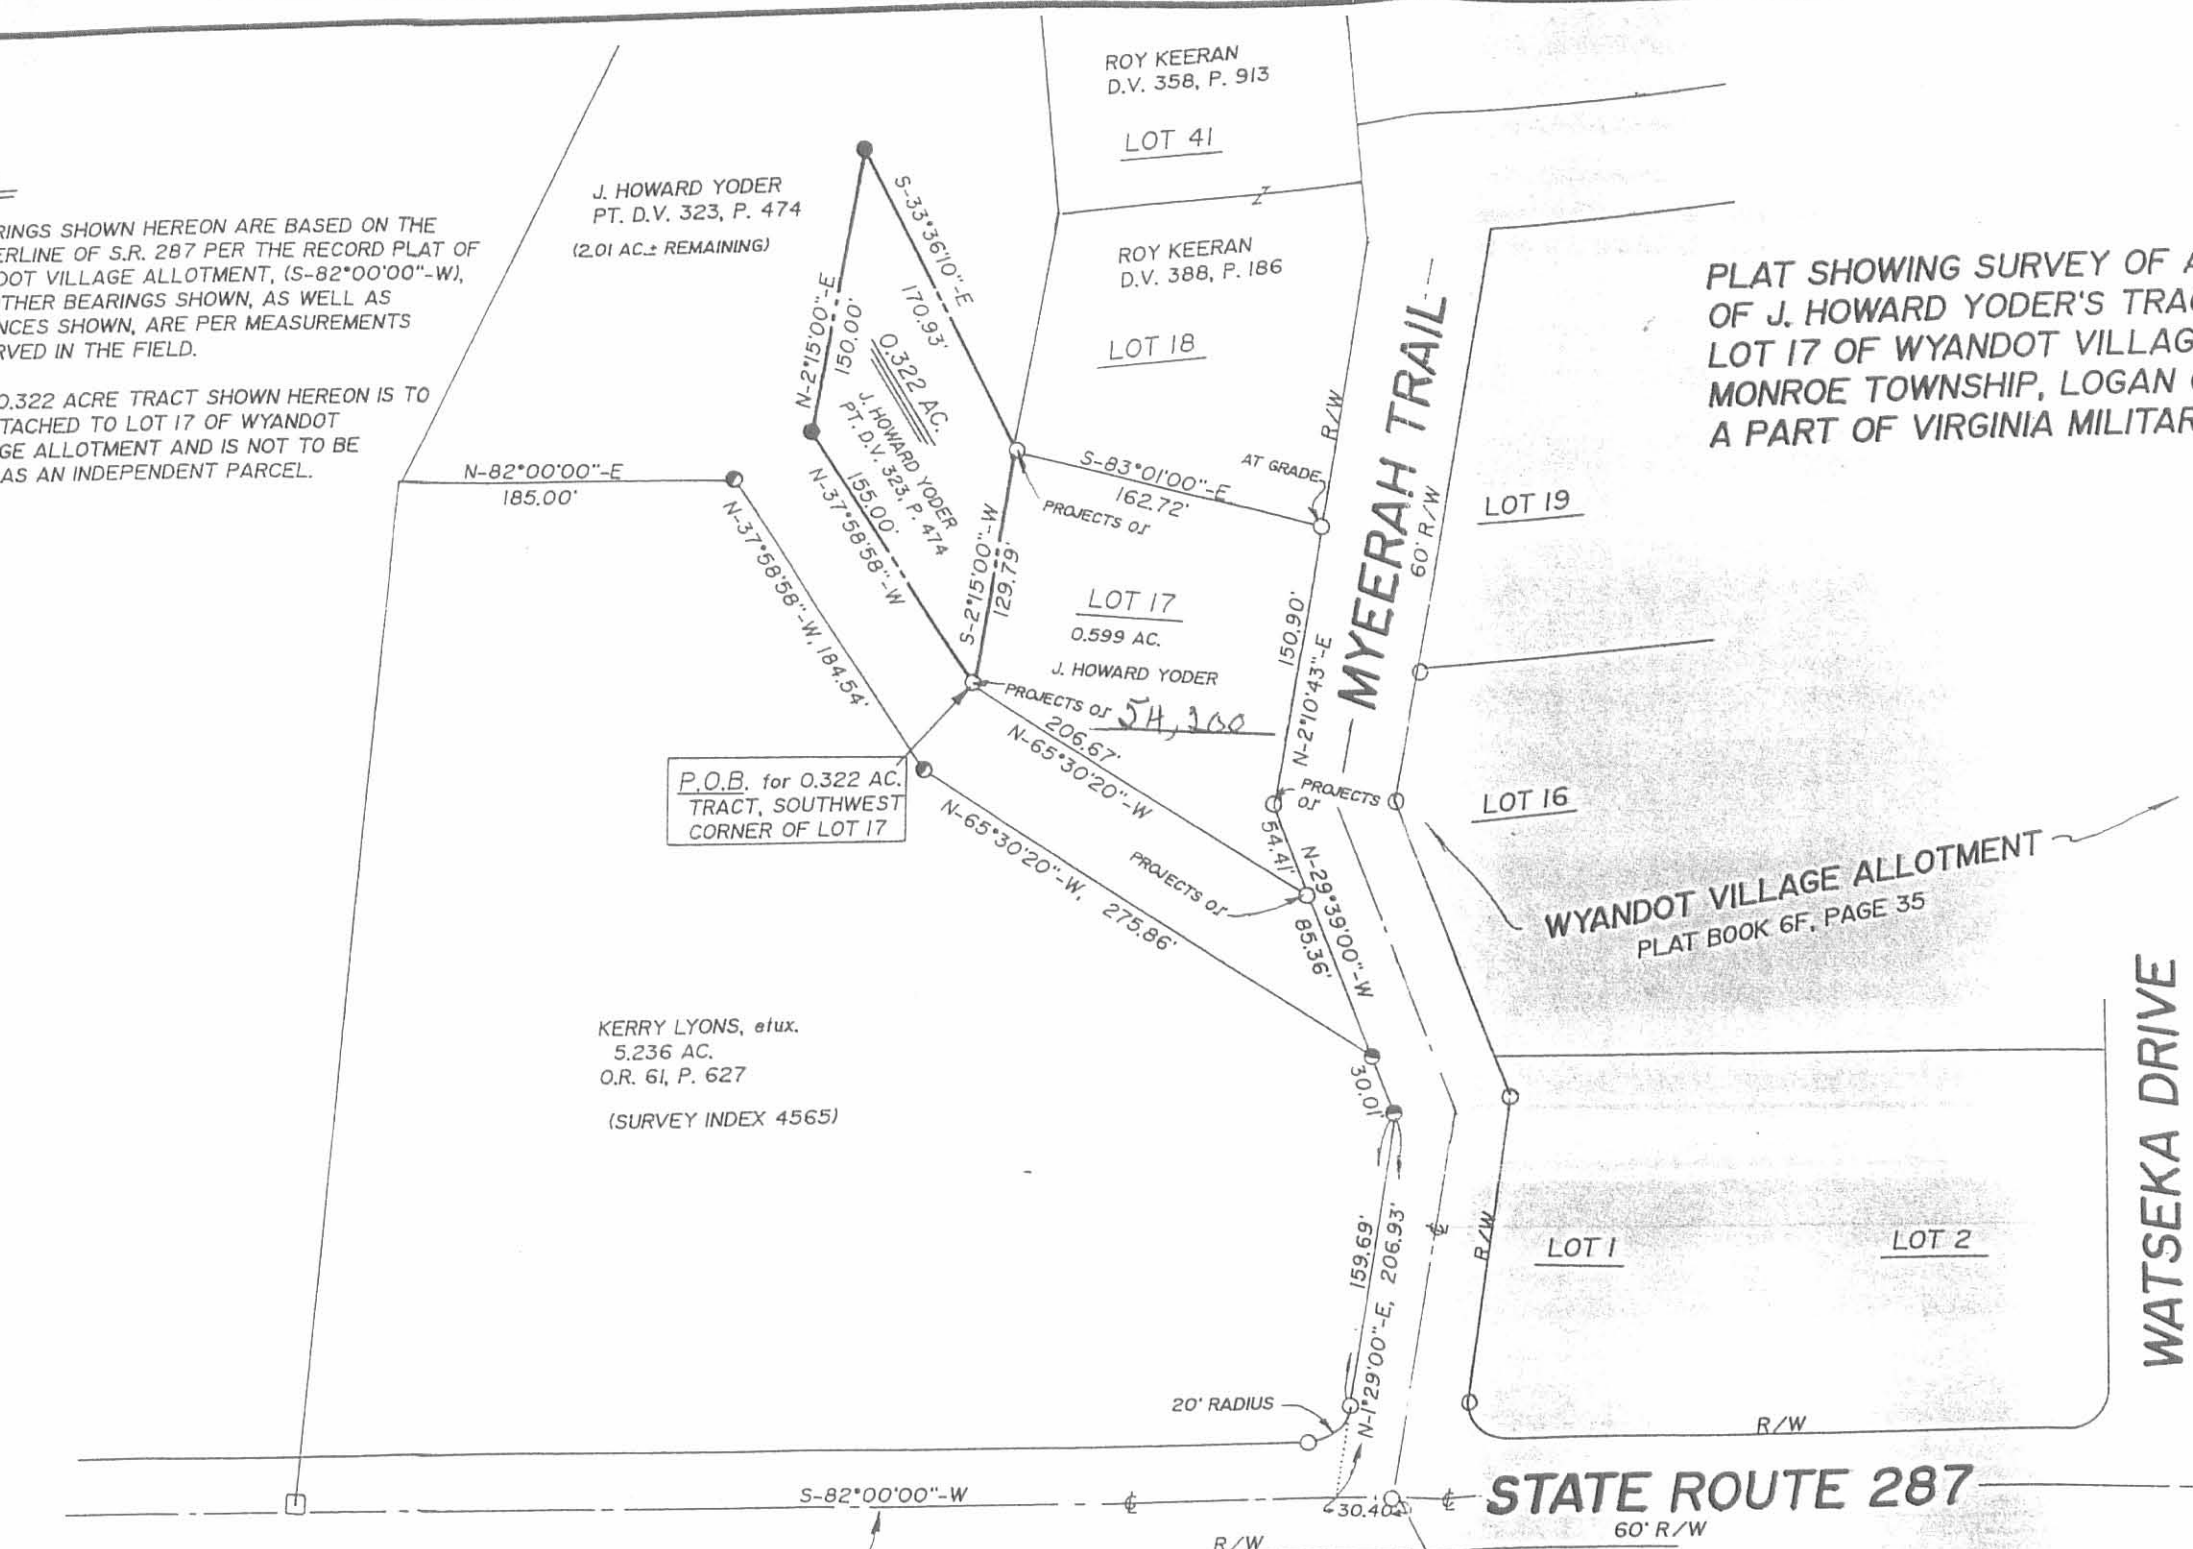 ROY KEERAN
D.V. 358, P. 913
LOT 41
J. HOWARD YODER
PT. D.V. 323, P. 474
(2.01 AC.± REMAINING)
RINGS SHOWN HEREON ARE BASED ON THE
ERLINE OF S.R. 287 PER THE RECORD PLAT OF
DOT VILLAGE ALLOTMENT, (S-82°00'00"-W),
THER BEARINGS SHOWN, AS WELL AS
NCES SHOWN, ARE PER MEASUREMENTS
RVED IN THE FIELD.
0.322 ACRE TRACT SHOWN HEREON IS TO
TTACHED TO LOT 17 OF WYANDOT
GE ALLOTMENT AND IS NOT TO BE
AS AN INDEPENDENT PARCEL.
S-33°36'10"-E
170.93'
N-2°15'00"-E
150.00'
0.322 AC.
J. HOWARD YODER
PT. D.V. 323, P. 474
155.00'
N-37°58'58"-W
ROY KEERAN
D.V. 388, P. 186
LOT 18
R/W
MYEERAH TRAIL
60' R/W
PLAT SHOWING SURVEY OF A
OF J. HOWARD YODER'S TRA
LOT 17 OF WYANDOT VILLAG
MONROE TOWNSHIP, LOGAN
A PART OF VIRGINIA MILITAR
N-82°00'00"-E
185.00'
N-37°58'58"-W, 184.54'
S-83°01'00"-E
162.72'
AT GRADE
PROJECTS 0.1'
S-2°15'00"-W
129.79'
LOT 17
0.599 AC.
J. HOWARD YODER
54,200
150.90'
N-2°10'43"-E
LOT 19
PROJECTS 0.5'
206.67'
N-65°30'20"-W
P.O.B. for 0.322 AC.
TRACT, SOUTHWEST
CORNER OF LOT 17
PROJECTS
LOT 16
54.41'
N-29°39'00"-W
85.36'
PROJECTS
N-65°30'20"-W, 275.86'
WYANDOT VILLAGE ALLOTMENT
PLAT BOOK 6F, PAGE 35
WATSEKA DRIVE
KERRY LYONS, etux.
5.236 AC.
O.R. 61, P. 627
(SURVEY INDEX 4565)
30.01'
159.69'
N-1°29'00"-E, 206.93'
R/W
LOT 1
LOT 2
20' RADIUS
R/W
S-82°00'00"-W
30.40
STATE ROUTE 287
60' R/W
R/W